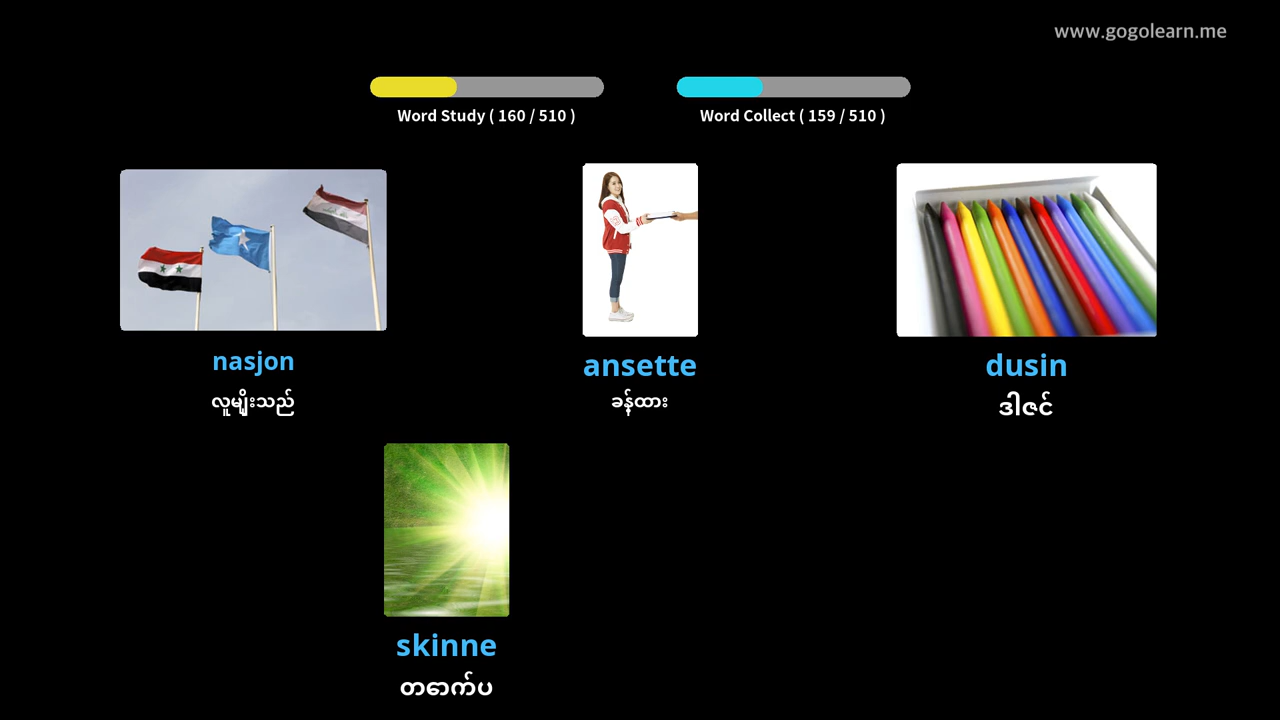 www.gogolearn.me
Word Study ( 160 / 510 )
Word Collect ( 159 / 510 )
nasjon
လူမျိုးသည်
ansette
ခန့်ထား
dusin
ဒါဇင်
skinne
တောက်ပ